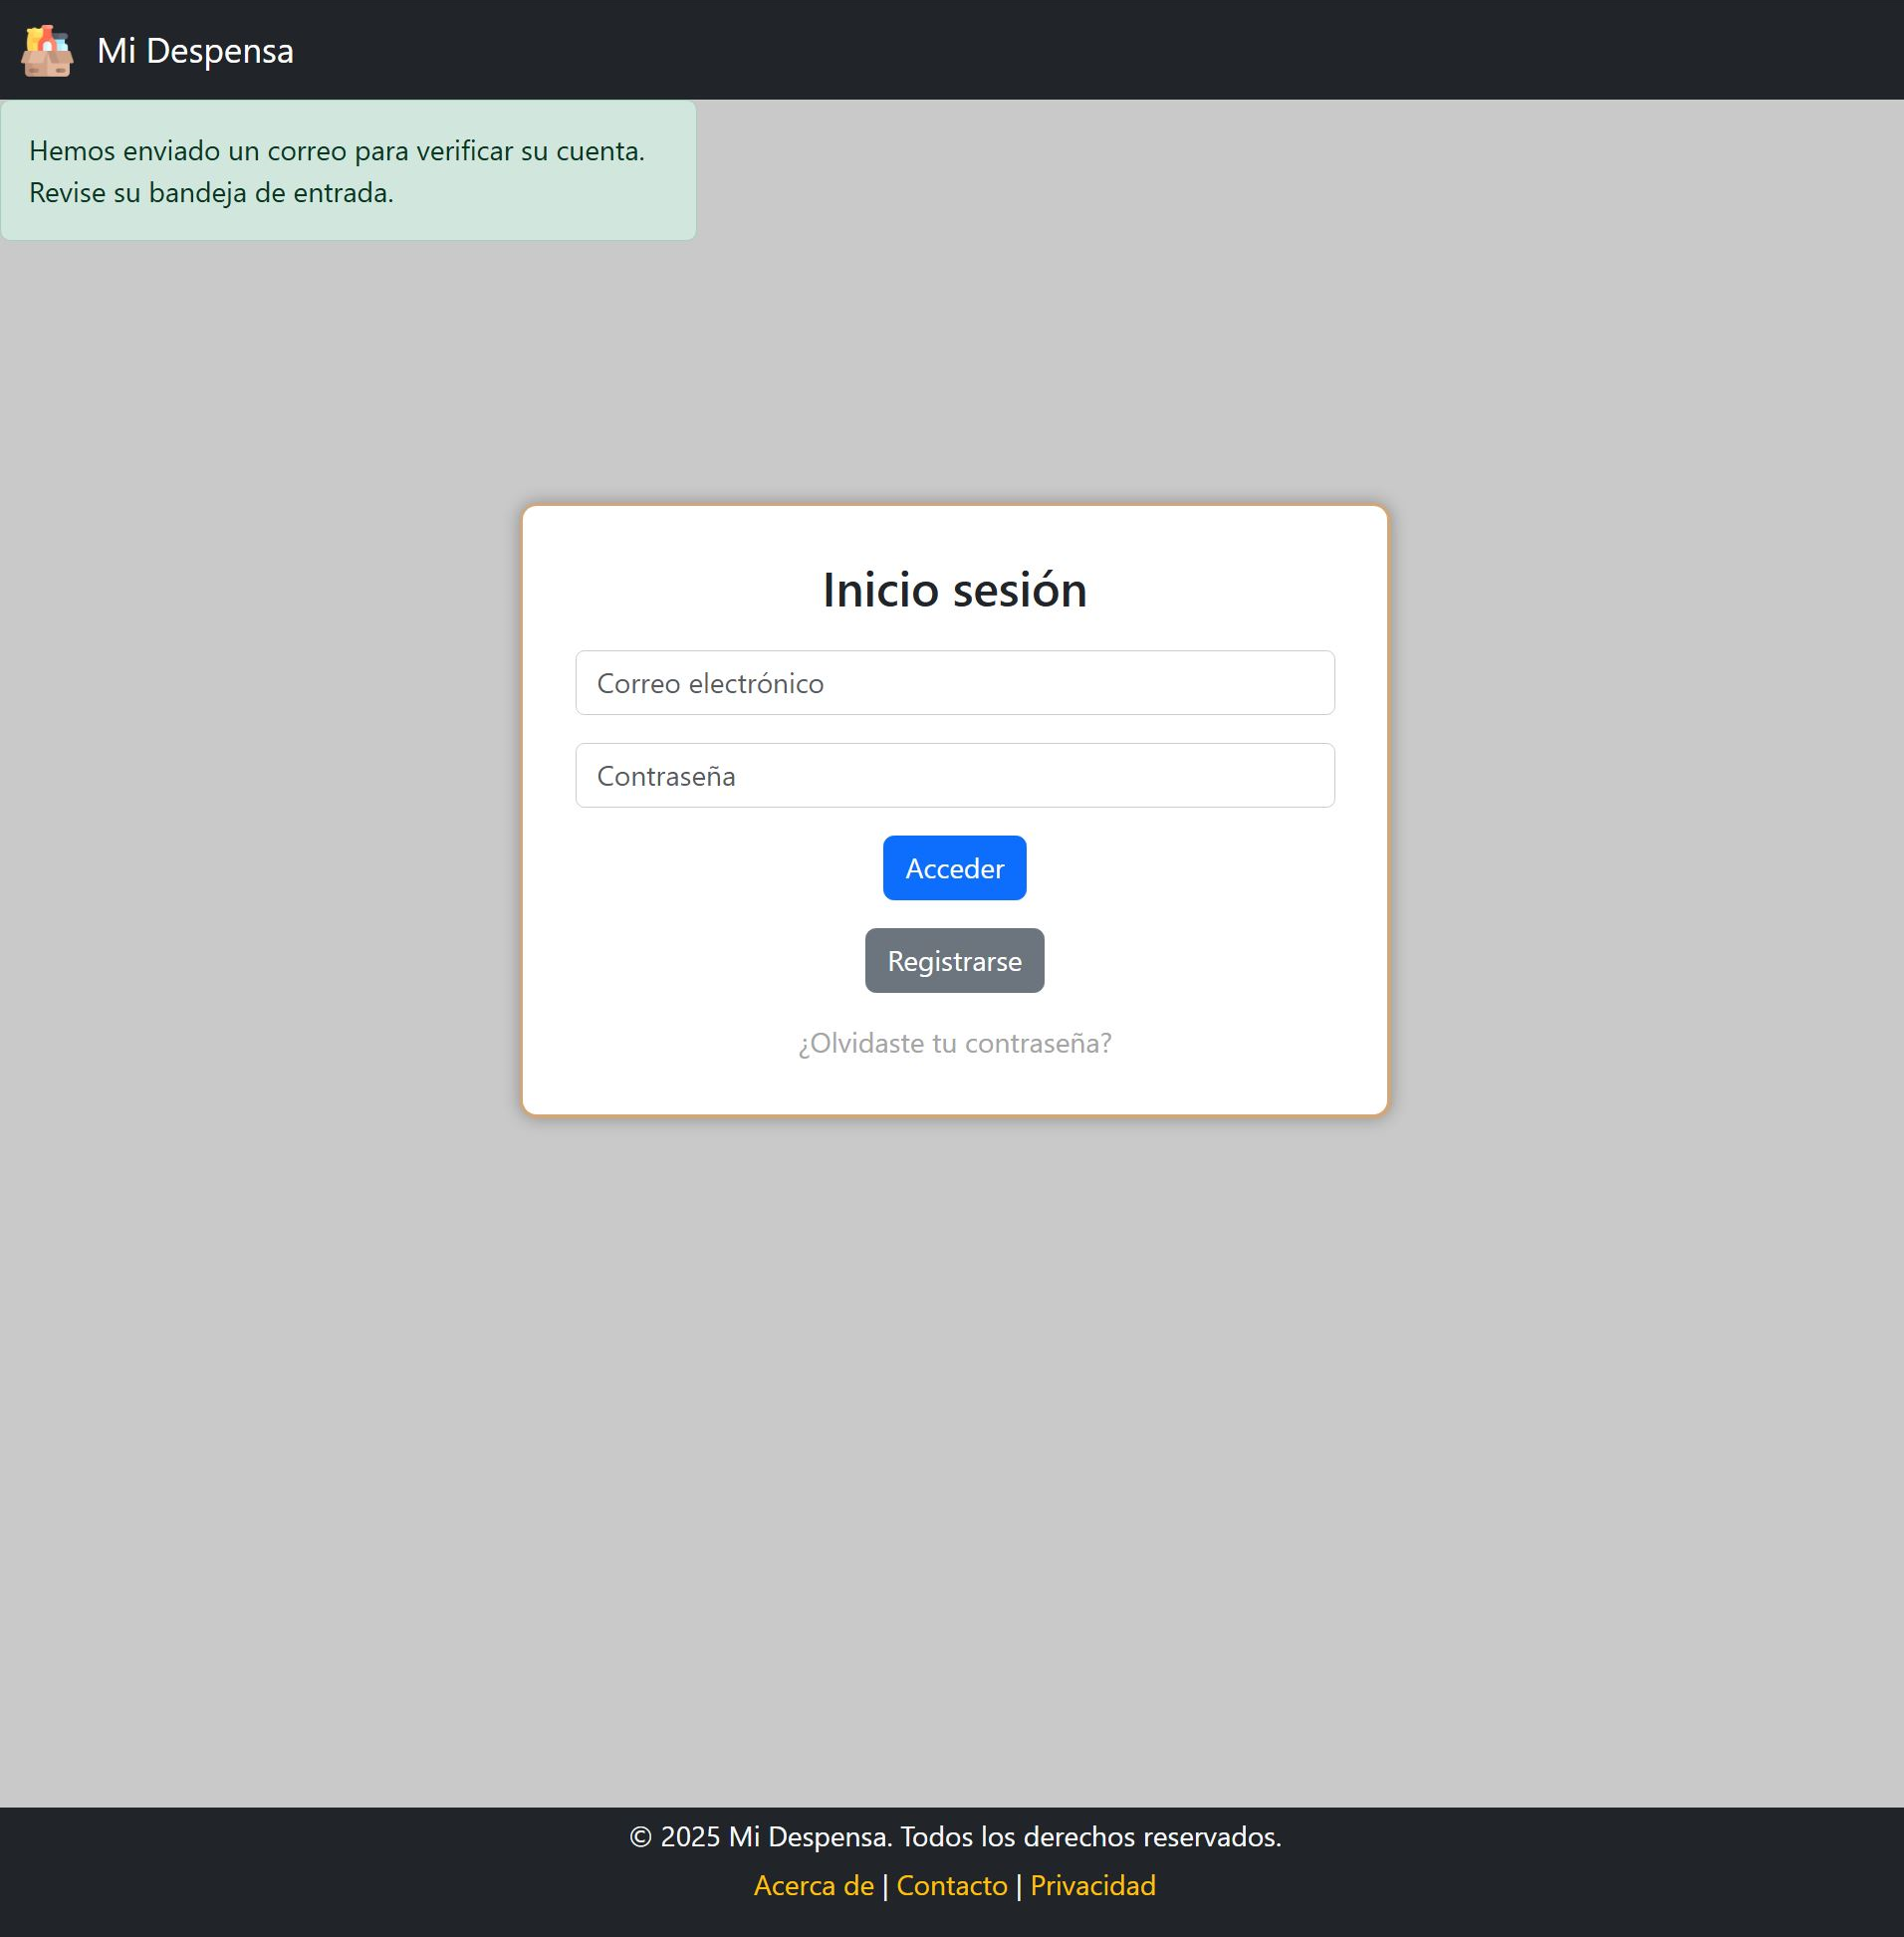 Mi Despensa
Hemos enviado un correo para verificar su cuenta.
Revise su bandeja de entrada.
Inicio sesión
Correo electrónico
Contraseña
Acceder
Registrarse
¿Olvidaste tu contraseña?
© 2025 Mi Despensa. Todos los derechos reservados.
Acerca de | Contacto | Privacidad